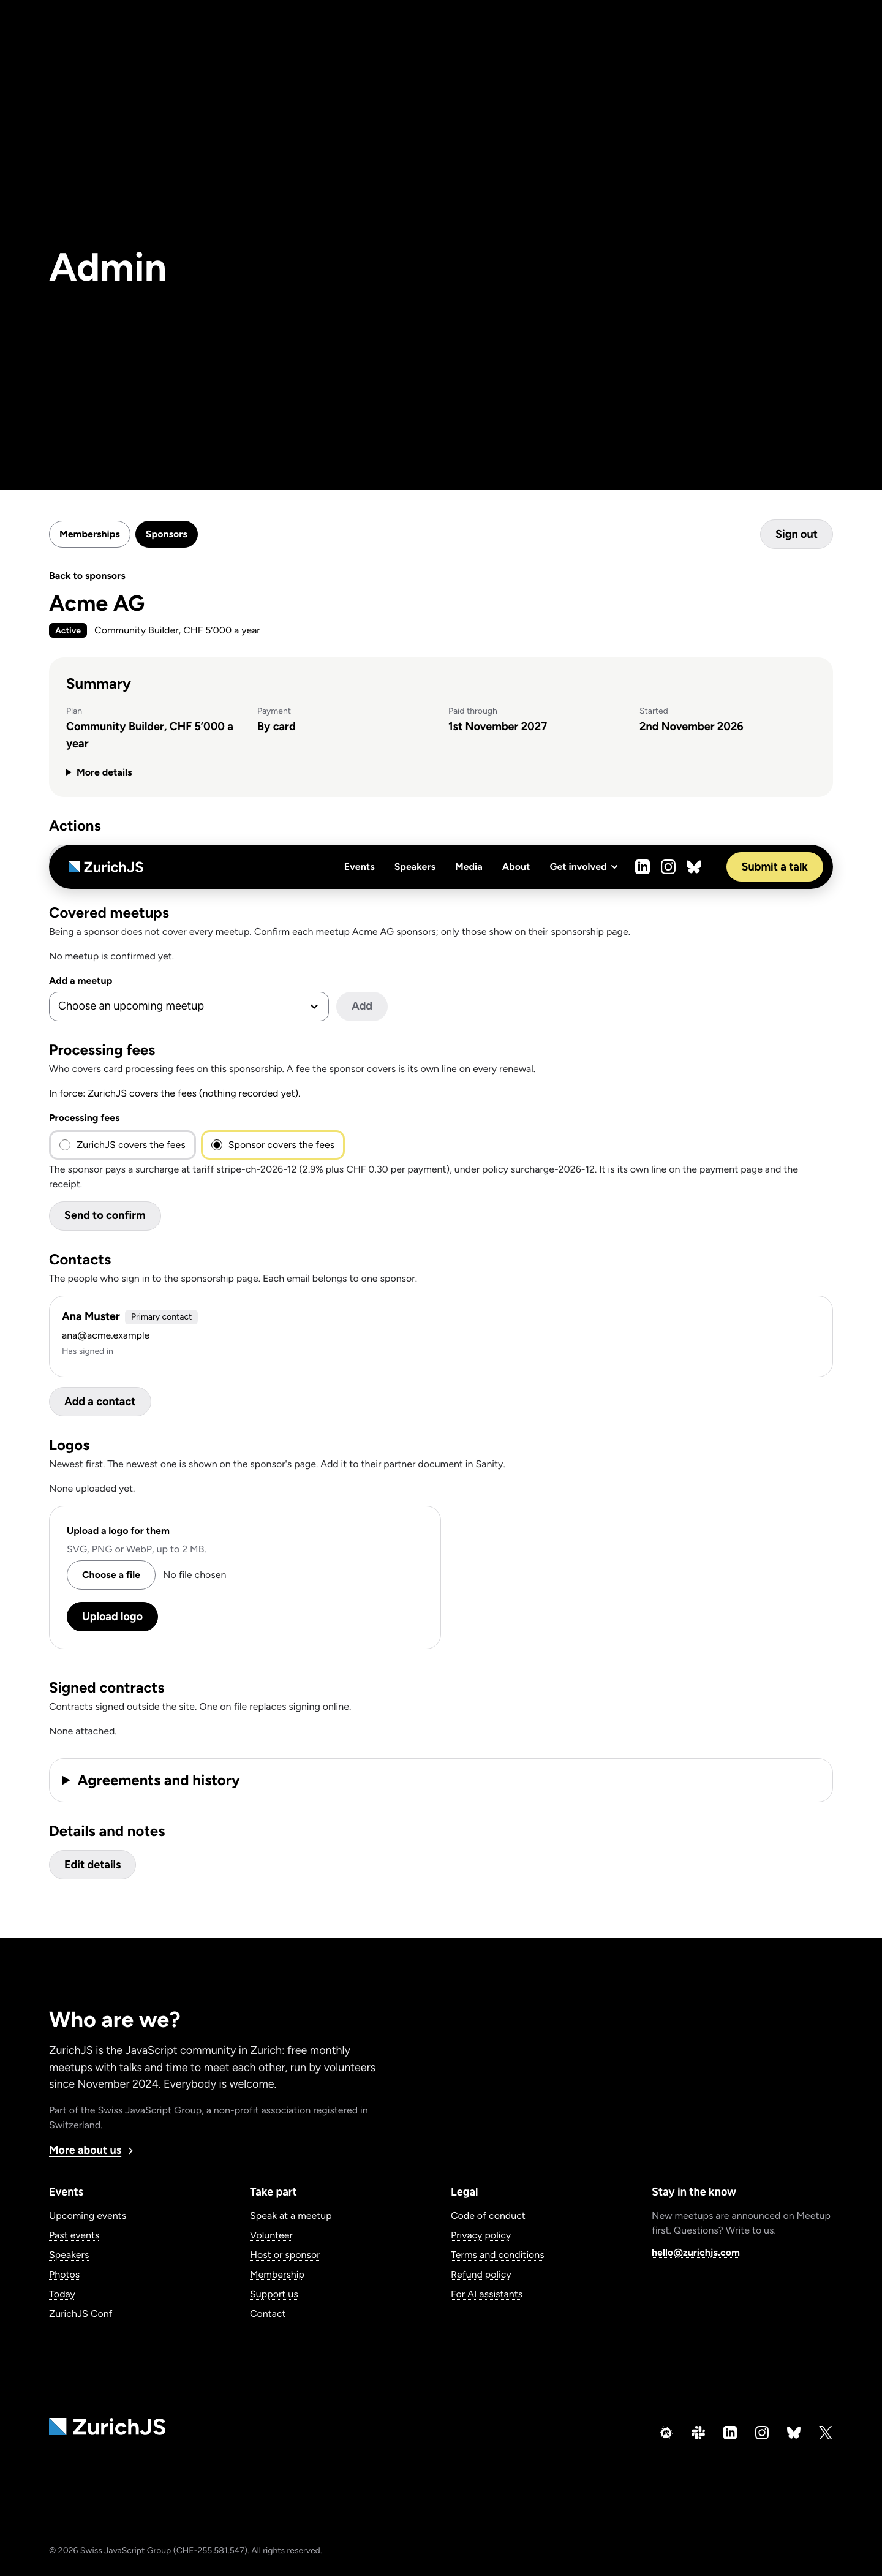 Admin
Memberships
Sponsors
Sign out
Back to sponsors
Acme AG
Active
Community Builder, CHF 5’000 a year
Summary
Plan
Community Builder, CHF 5’000 a
year
Payment
By card
Paid through
1st November 2027
Started
2nd November 2026
More details
Actions
ZurichJS
Events
Speakers
Media
About
Get involved
Submit a talk
Covered meetups
Being a sponsor does not cover every meetup. Confirm each meetup Acme AG sponsors; only those show on their sponsorship page.
No meetup is confirmed yet.
Add a meetup
Choose an upcoming meetup
Add
Processing fees
Who covers card processing fees on this sponsorship. A fee the sponsor covers is its own line on every renewal.
In force: ZurichJS covers the fees (nothing recorded yet).
Processing fees
ZurichJS covers the fees
Sponsor covers the fees
The sponsor pays a surcharge at tariff stripe-ch-2026-12 (2.9% plus CHF 0.30 per payment), under policy surcharge-2026-12. It is its own line on the payment page and the
receipt.
Send to confirm
Contacts
The people who sign in to the sponsorship page. Each email belongs to one sponsor.
Ana Muster
Primary contact
ana@acme.example
Has signed in
Add a contact
Logos
Newest first. The newest one is shown on the sponsor's page. Add it to their partner document in Sanity.
None uploaded yet.
Upload a logo for them
SVG, PNG or WebP, up to 2 MB.
Choose a file
No file chosen
Upload logo
Signed contracts
Contracts signed outside the site. One on file replaces signing online.
None attached.
Agreements and history
Details and notes
Edit details
Who are we?
ZurichJS is the JavaScript community in Zurich: free monthly
meetups with talks and time to meet each other, run by volunteers
since November 2024. Everybody is welcome.
Part of the Swiss JavaScript Group, a non-profit association registered in
Switzerland.
More about us
Events
Upcoming events
Past events
Speakers
Photos
Today
ZurichJS Conf
Take part
Speak at a meetup
Volunteer
Host or sponsor
Membership
Support us
Contact
Legal
Code of conduct
Privacy policy
Terms and conditions
Refund policy
For AI assistants
Stay in the know
New meetups are announced on Meetup
first. Questions? Write to us.
hello@zurichjs.com
ZurichJS
© 2026 Swiss JavaScript Group (CHE-255.581.547). All rights reserved.